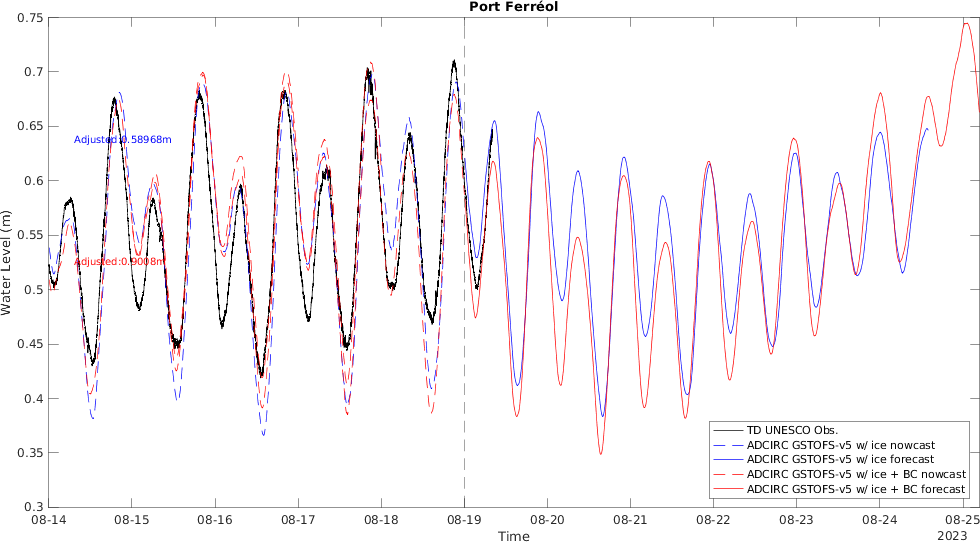 Port Ferréol
0.75
0.7
0.65
0.6
0.55
0.5
0.45
0.4
0.35
0.3
Water Level (m)
Adjusted:0.58968m
Adjusted:0.9008m
TD UNESCO Obs.
ADCIRC GSTOFS-v5 w/ ice nowcast
ADCIRC GSTOFS-v5 w/ ice forecast
ADCIRC GSTOFS-v5 w/ ice + BC nowcast
ADCIRC GSTOFS-v5 w/ ice + BC forecast
08-14 08-15 08-16 08-17 08-18 08-19 08-20 08-21 08-22 08-23 08-24 08-25
Time
2023